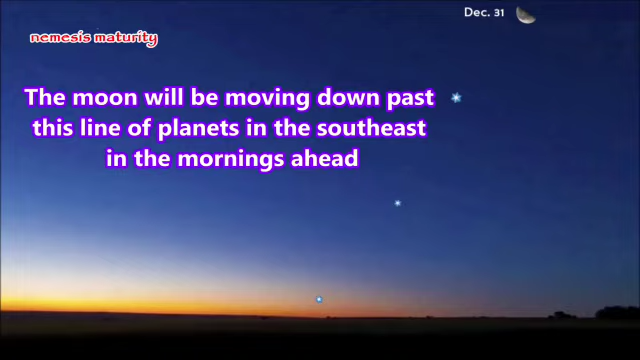 Dec. 31
nemesis maturity
The moon will be moving down past
this line of planets in the southeast
in the mornings ahead